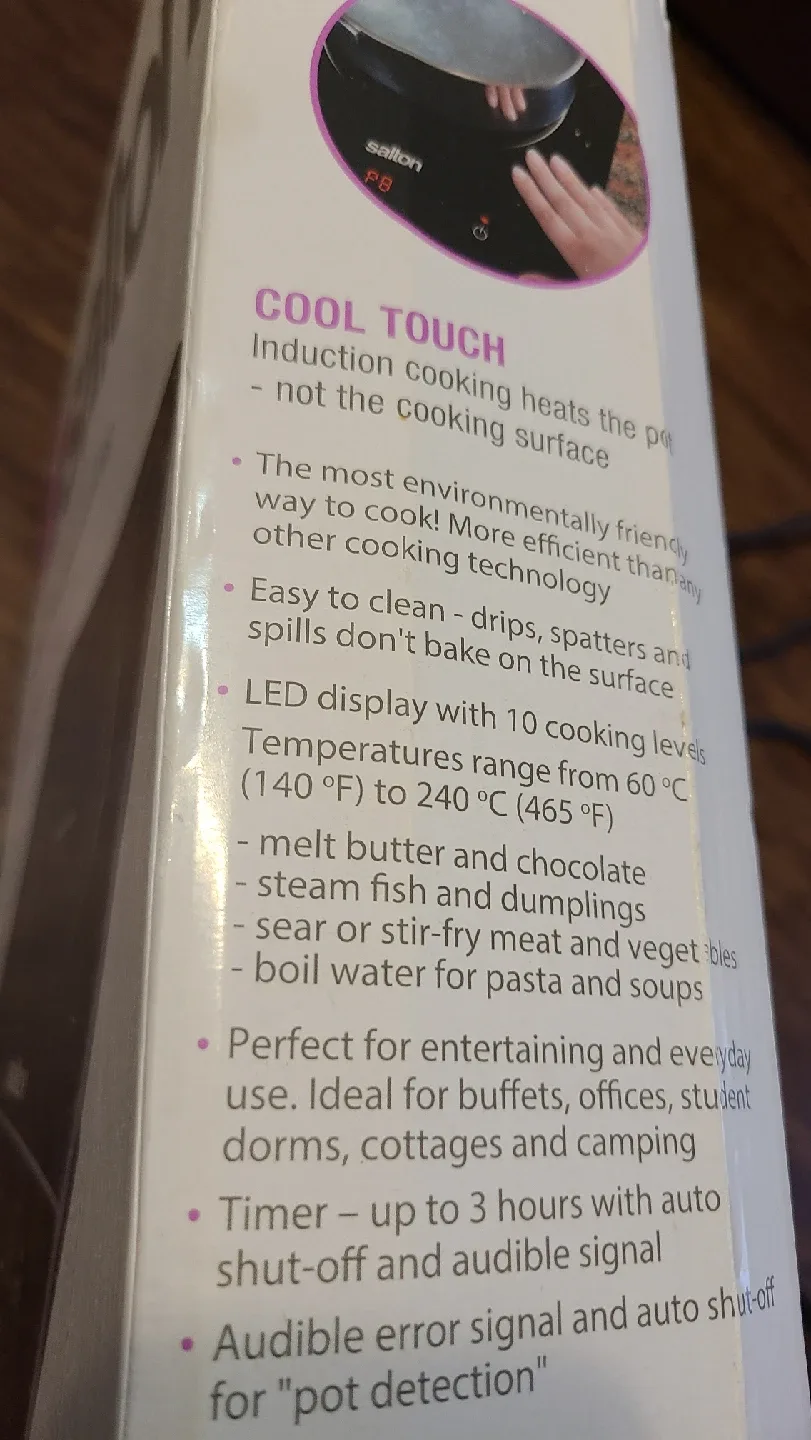 salton
P8
COOL TOUCH
Induction cooking heats the pot
- not the cooking surface
• The most environmentally friendly
way to cook! More efficient than any
other cooking technology
• Easy to clean - drips, spatters and
spills don't bake on the surface
• LED display with 10 cooking levels
Temperatures range from 60 °C
(140 °F) to 240 °C (465 °F)
- melt butter and chocolate
- steam fish and dumplings
- sear or stir-fry meat and vegetables
- boil water for pasta and soups
• Perfect for entertaining and everyday
use. Ideal for buffets, offices, student
dorms, cottages and camping
• Timer – up to 3 hours with auto
shut-off and audible signal
• Audible error signal and auto shut-off
for "pot detection"